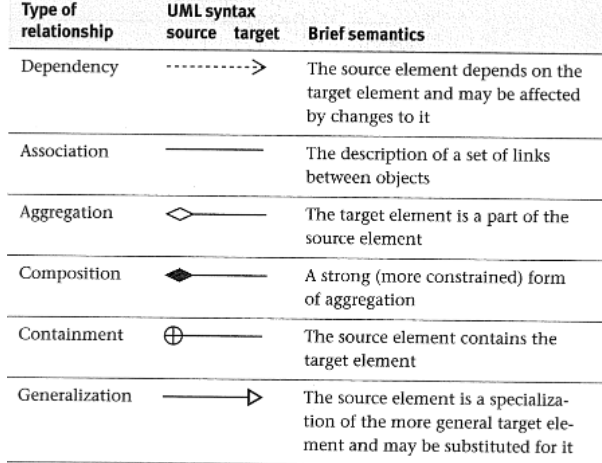 Type of relationship
UML syntax
source target
Brief semantics
Dependency
The source element depends on the
target element and may be affected
by changes to it
Association
The description of a set of links
between objects
Aggregation
The target element is a part of the
source element
Composition
A strong (more constrained) form
of aggregation
Containment
The source element contains the
target element
Generalization
The source element is a specializa-
tion of the more general target ele-
ment and may be substituted for it